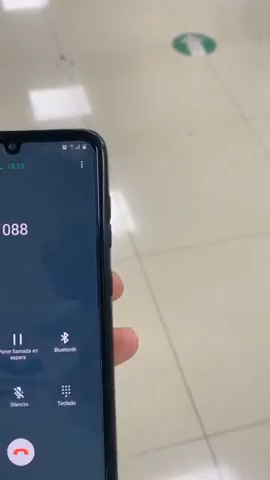 18:19
088
Poner llamada en
espera
Bluetooth
Silencio
Teclado